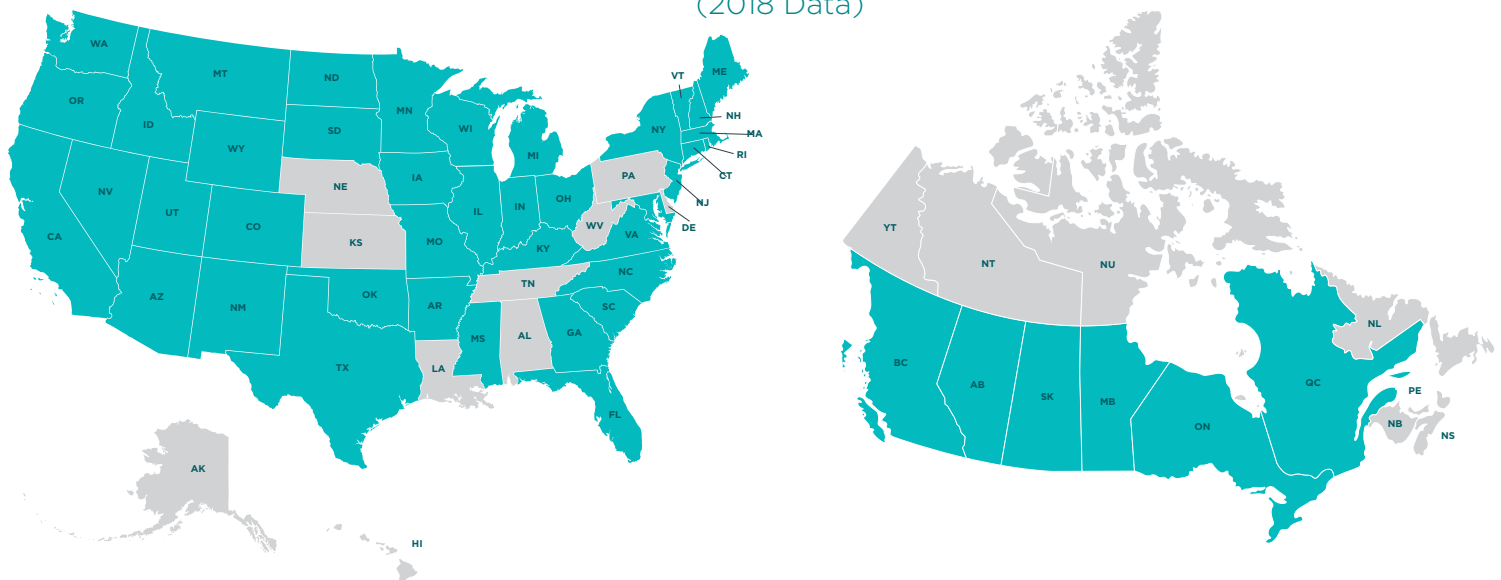 (2018 Data)
WA
MT
ND
MN
OR
ID
WY
SD
WI
MI
NY
VT
ME
NH
MA
RI
CT
NJ
DE
NV
UT
CO
NE
IA
IL
IN
OH
PA
WV
VA
CA
KS
MO
KY
NC
AZ
NM
OK
AR
TN
SC
TX
LA
MS
AL
GA
FL
AK
HI
YT
NT
NU
NL
BC
AB
SK
MB
ON
QC
PE
NB
NS